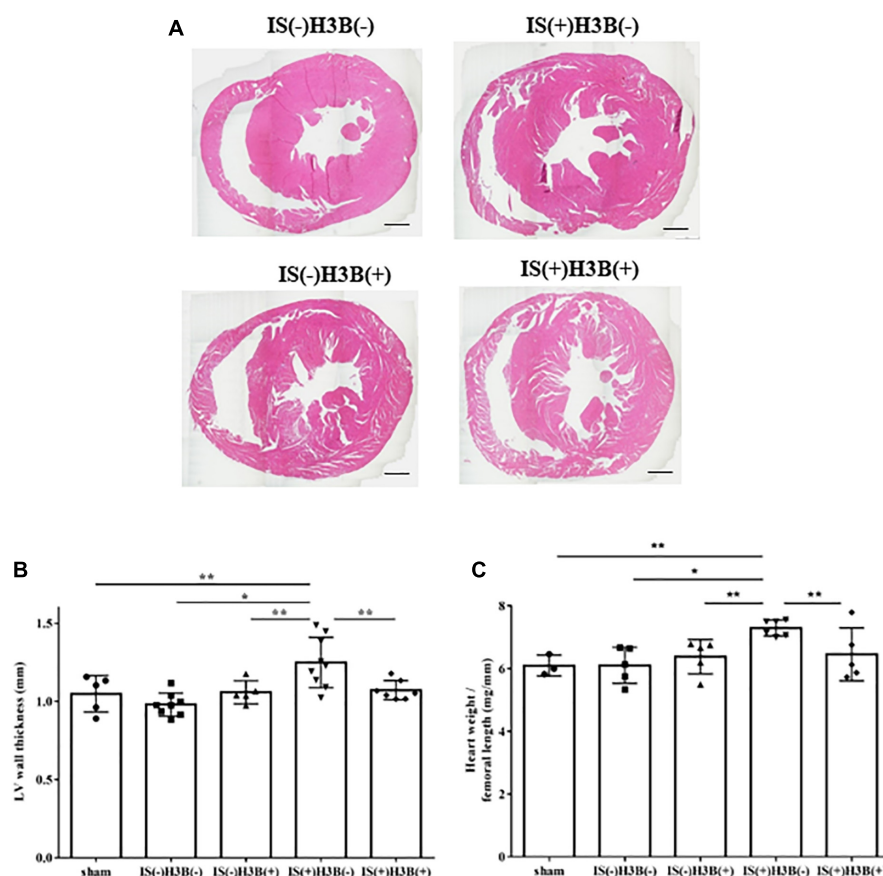 A
IS(-)H3B(-)
IS(+)H3B(-)
IS(-)H3B(+)
IS(+)H3B(+)
B
**
*
**
**
LV wall thickness (mm)
1.5
1.0
0.5
0.0
sham
IS(-)H3B(-)
IS(-)H3B(+)
IS(+)H3B(-)
IS(+)H3B(+)
C
**
*
**
**
Heart weight /
femoral length (mg/mm)
8
6
4
2
0
sham
IS(-)H3B(-)
IS(-)H3B(+)
IS(+)H3B(-)
IS(+)H3B(+